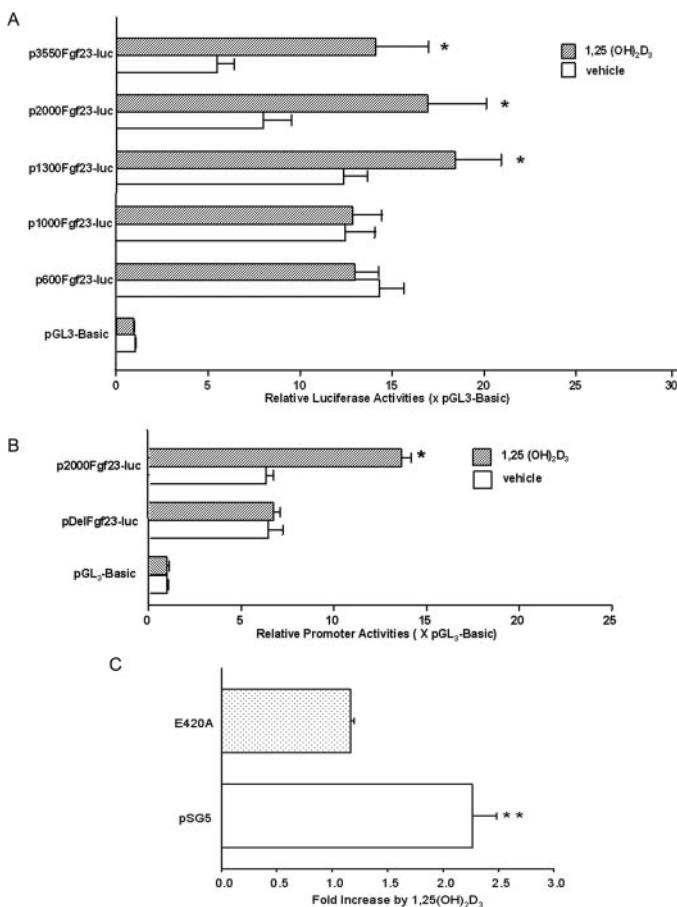 A
p3550Fgf23-luc
p2000Fgf23-luc
p1300Fgf23-luc
p1000Fgf23-luc
p600Fgf23-luc
pGL3-Basic
*
*
*
1,25 (OH)₂D₃
vehicle
0 5 10 15 20 25 30
Relative Luciferase Activities (x pGL3-Basic)
B
p2000Fgf23-luc
pDelFgf23-luc
pGL₃-Basic
*
1,25 (OH)₂D₃
vehicle
0 5 10 15 20 25
Relative Promoter Activities ( X pGL₃-Basic)
C
E420A
pSG5
* *
0.0 0.5 1.0 1.5 2.0 2.5 3.0
Fold Increase by 1,25(OH)₂D₃